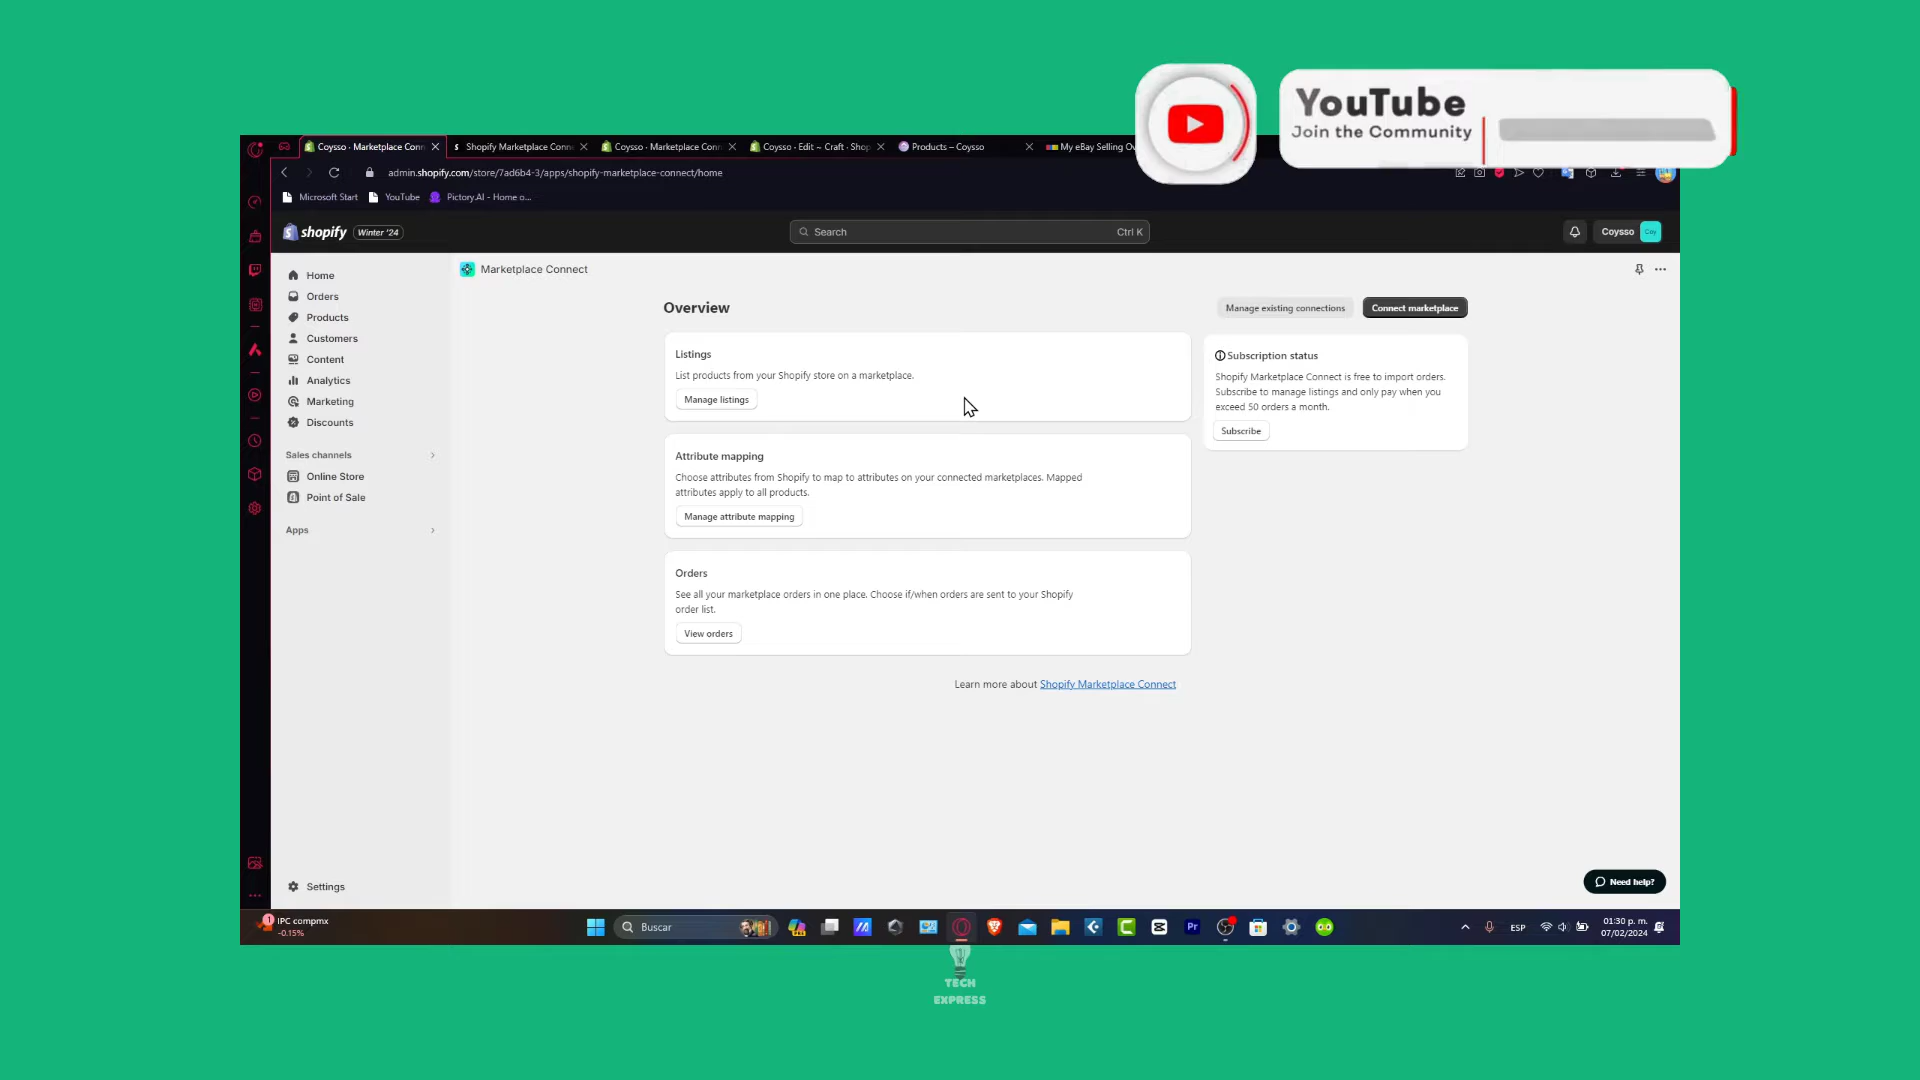 YouTube
Join the Community
Coysso · Marketplace Conn
Shopify Marketplace Conn
Coysso · Marketplace Conn
Coysso · Edit ~ Craft · Shop
Products – Coysso
My eBay Selling Ov
admin.shopify.com/store/7ad6b4-3/apps/shopify-marketplace-connect/home
Microsoft Start
YouTube
Pictory.AI - Home o...
shopify
Winter '24
Search
Ctrl K
Coysso
Coy
Home
Orders
Products
Customers
Content
Analytics
Marketing
Discounts
Sales channels
Online Store
Point of Sale
Apps
Settings
Marketplace Connect
Overview
Manage existing connections
Connect marketplace
Listings
List products from your Shopify store on a marketplace.
Manage listings
Attribute mapping
Choose attributes from Shopify to map to attributes on your connected marketplaces. Mapped
attributes apply to all products.
Manage attribute mapping
Orders
See all your marketplace orders in one place. Choose if/when orders are sent to your Shopify
order list.
View orders
Subscription status
Shopify Marketplace Connect is free to import orders.
Subscribe to manage listings and only pay when you
exceed 50 orders a month.
Subscribe
Learn more about Shopify Marketplace Connect
Need help?
1
IPC compmx
-0.15%
Buscar
Pr
ESP
01:30 p. m.
07/02/2024
TECH
EXPRESS